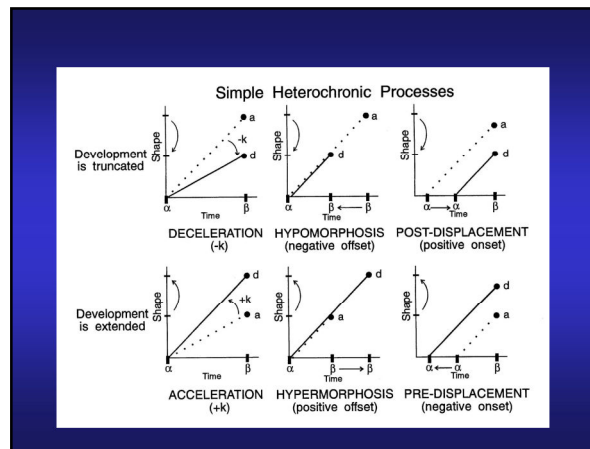 Simple Heterochronic Processes
Development
is truncated
Shape
a
-k
d
α
Time
β
DECELERATION
(-k)
Shape
a
d
α
β
β
Time
HYPOMORPHOSIS
(negative offset)
Shape
a
d
α
α
β
Time
POST-DISPLACEMENT
(positive onset)
Development
is extended
Shape
d
+k
a
α
Time
β
ACCELERATION
(+k)
Shape
d
a
α
β
β
Time
HYPERMORPHOSIS
(positive offset)
Shape
d
a
α
α
β
Time
PRE-DISPLACEMENT
(negative onset)